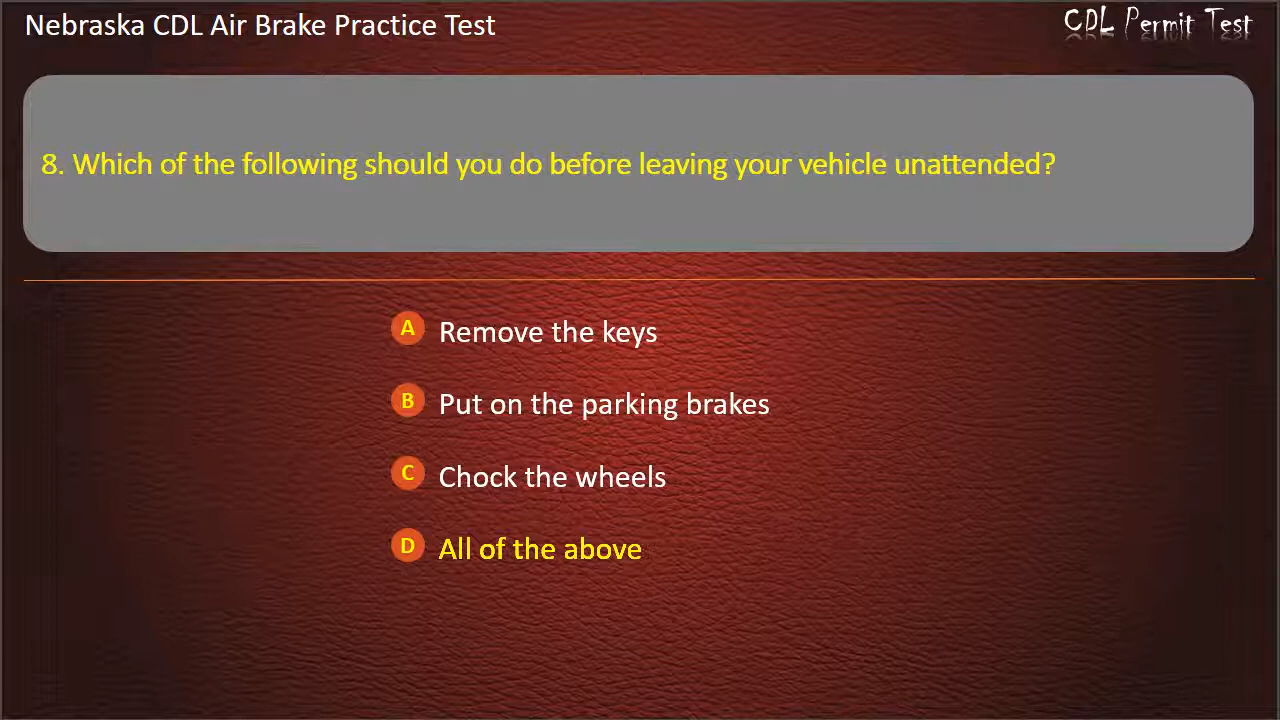 Nebraska CDL Air Brake Practice Test
CDL Permit Test
8. Which of the following should you do before leaving your vehicle unattended?
A Remove the keys
B Put on the parking brakes
C Chock the wheels
D All of the above